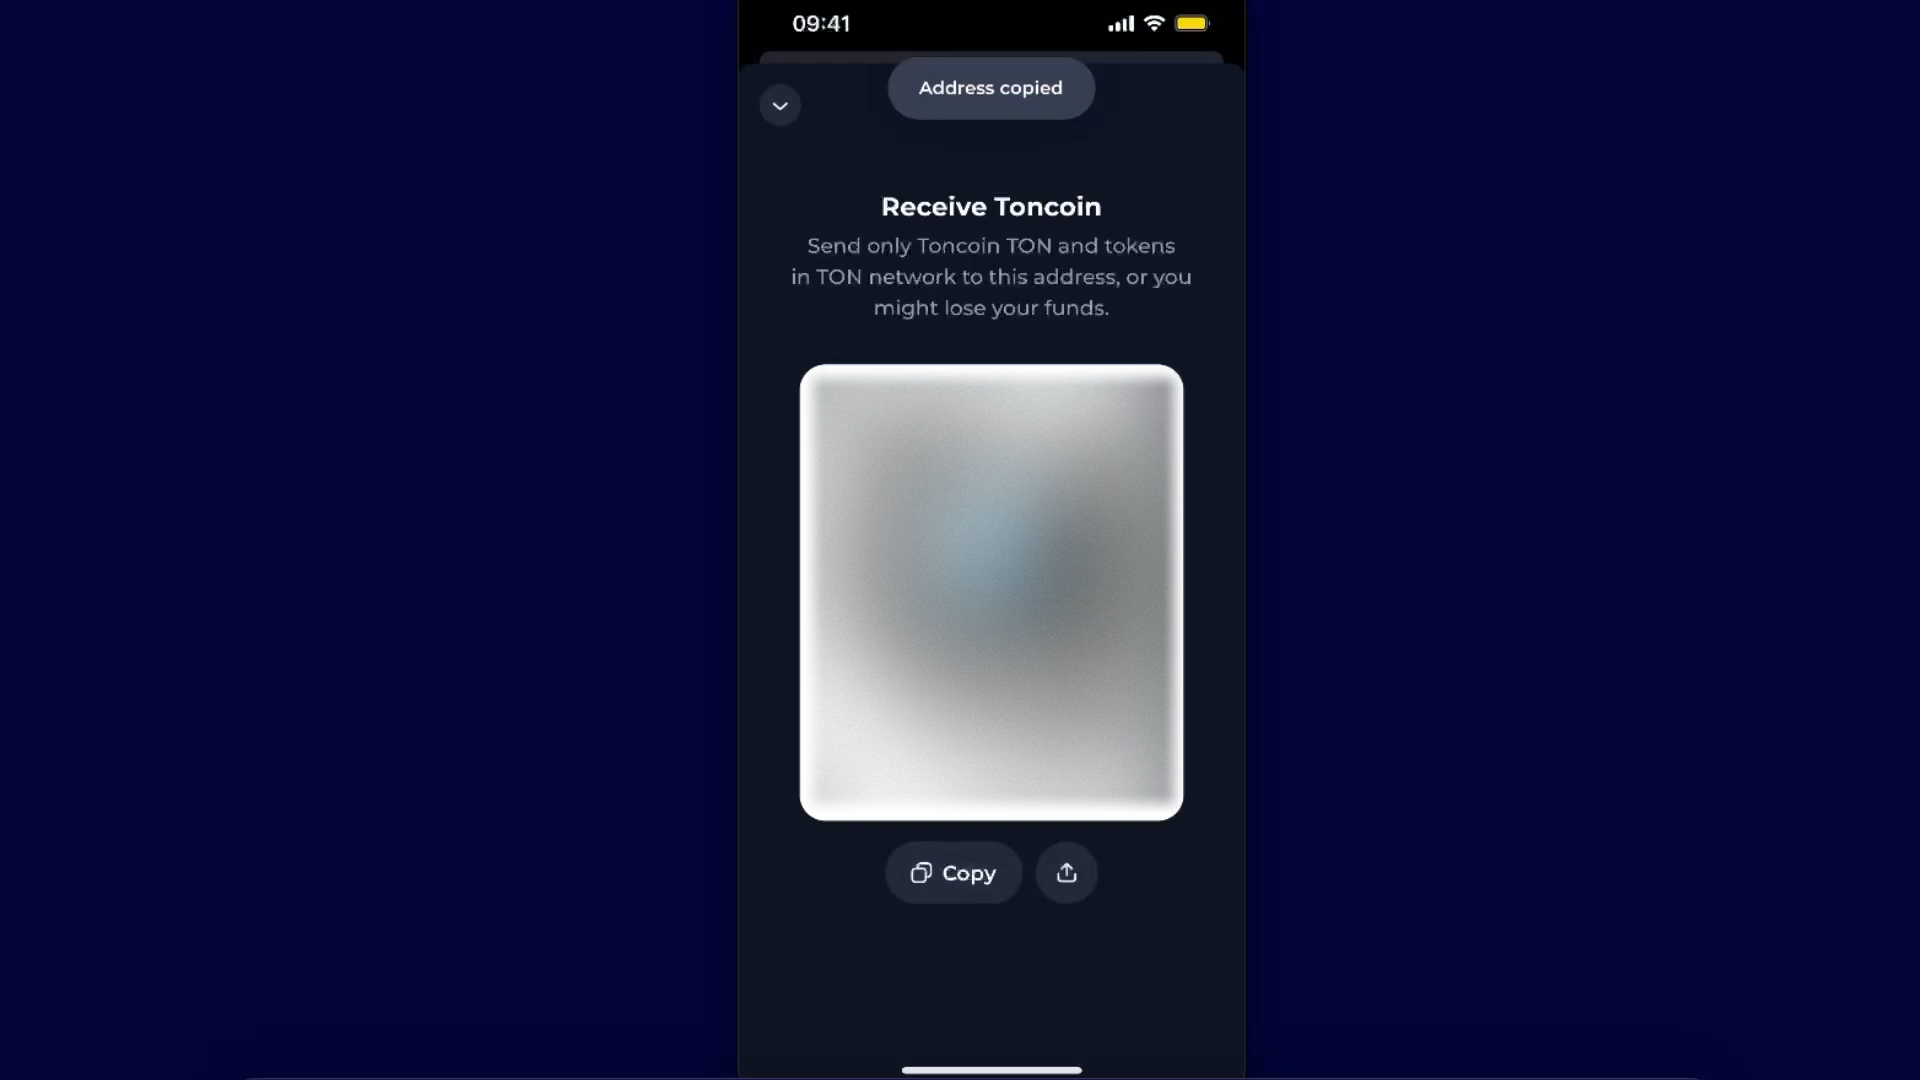 09:41
Address copied
Receive Toncoin
Send only Toncoin TON and tokens
in TON network to this address, or you
might lose your funds.
Copy